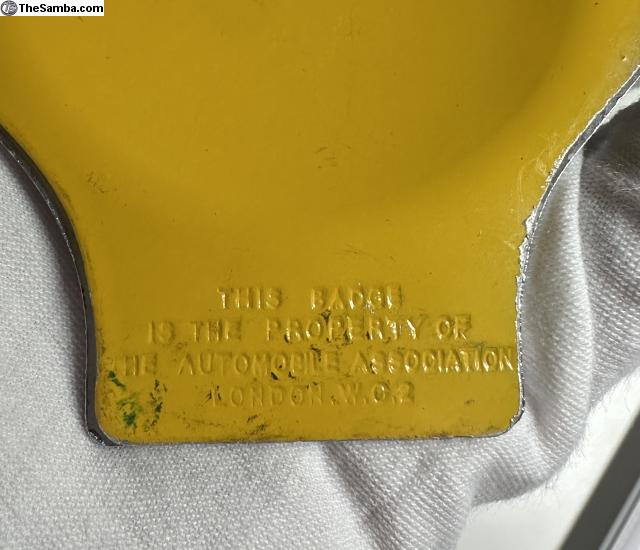 TheSamba.com
THIS BADGE
IS THE PROPERTY OF
THE AUTOMOBILE ASSOCIATION
LONDON.W.C.2